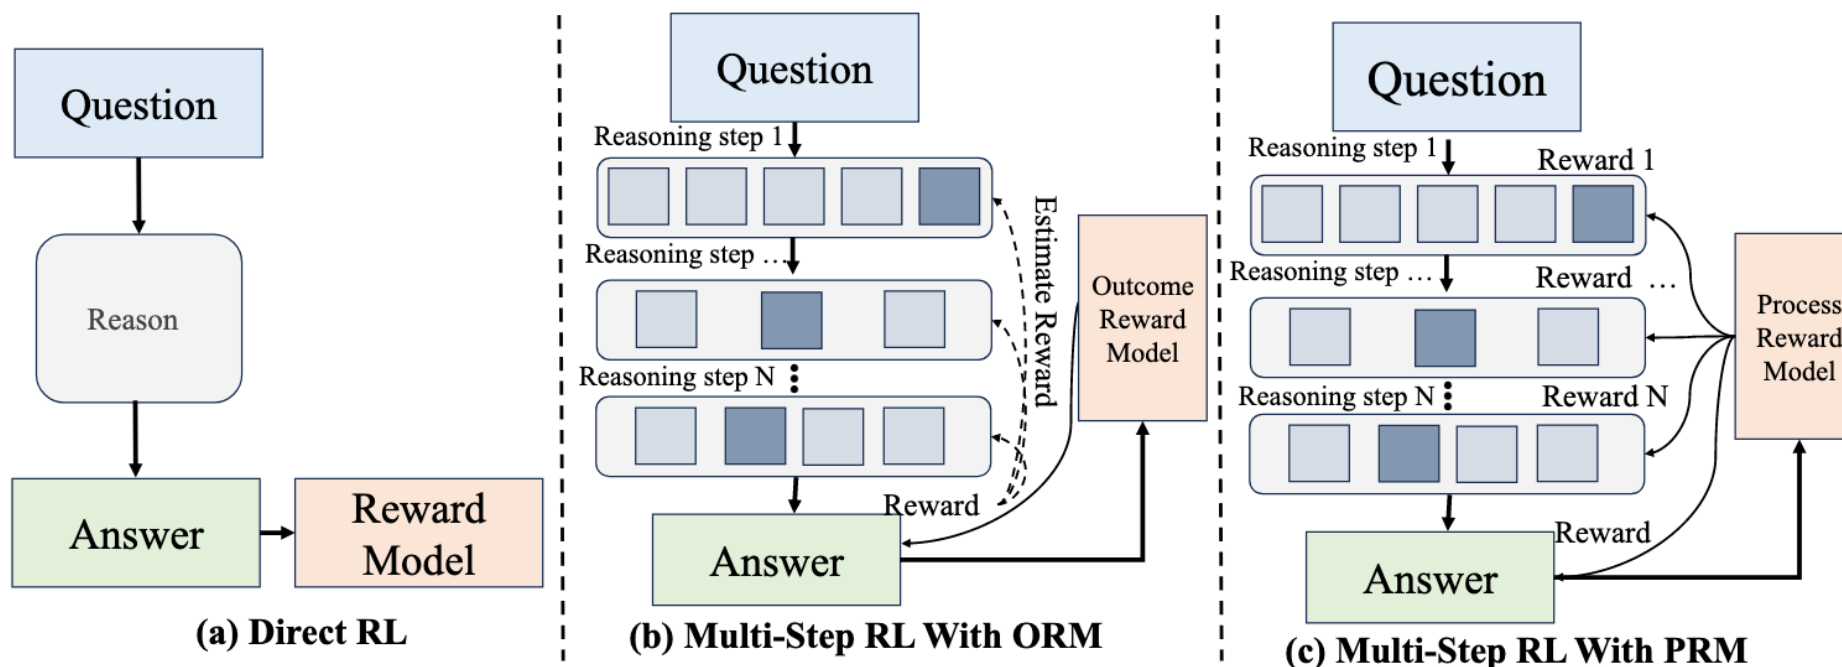 Question
Reason
Answer
Reward
Model
(a) Direct RL
Question
Reasoning step 1
Reasoning step …
Reasoning step N
Estimate Reward
Outcome
Reward
Model
Reward
Answer
(b) Multi-Step RL With ORM
Question
Reasoning step 1
Reward 1
Reasoning step …
Reward …
Reasoning step N
Reward N
Process
Reward
Model
Reward
Answer
(c) Multi-Step RL With PRM